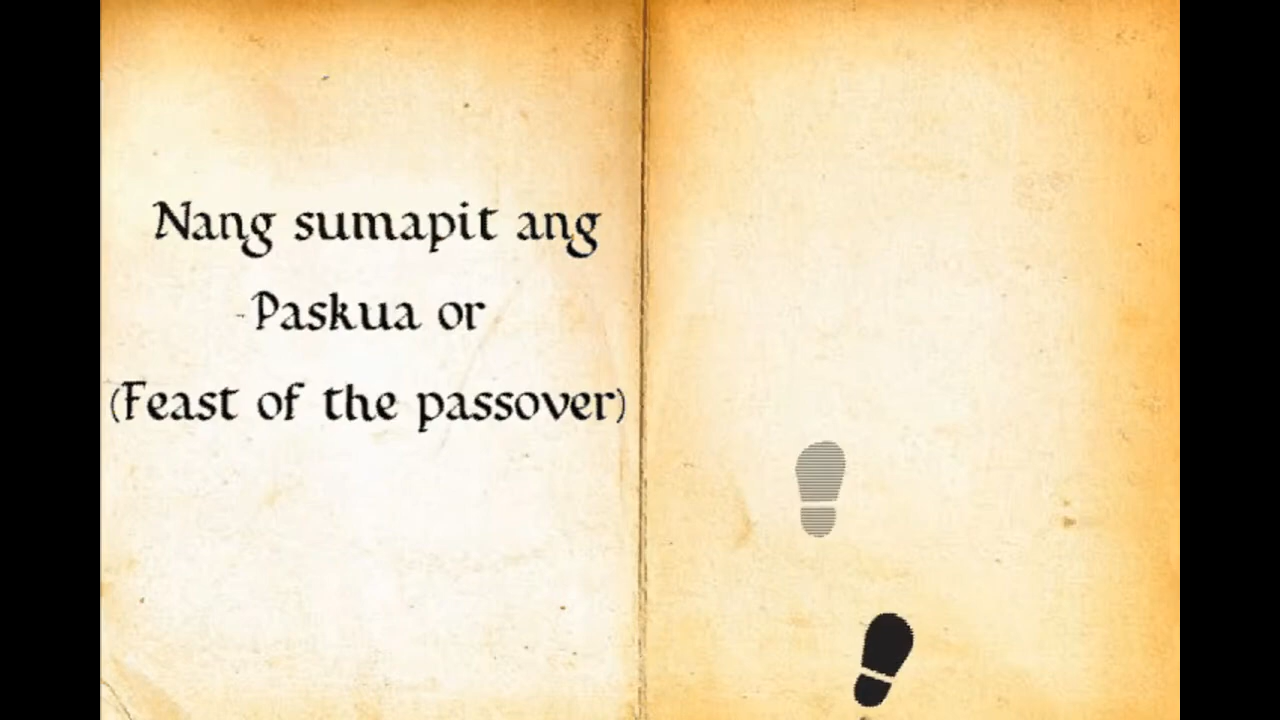 Nang sumapit ang
Paskua or
(Feast of the passover)